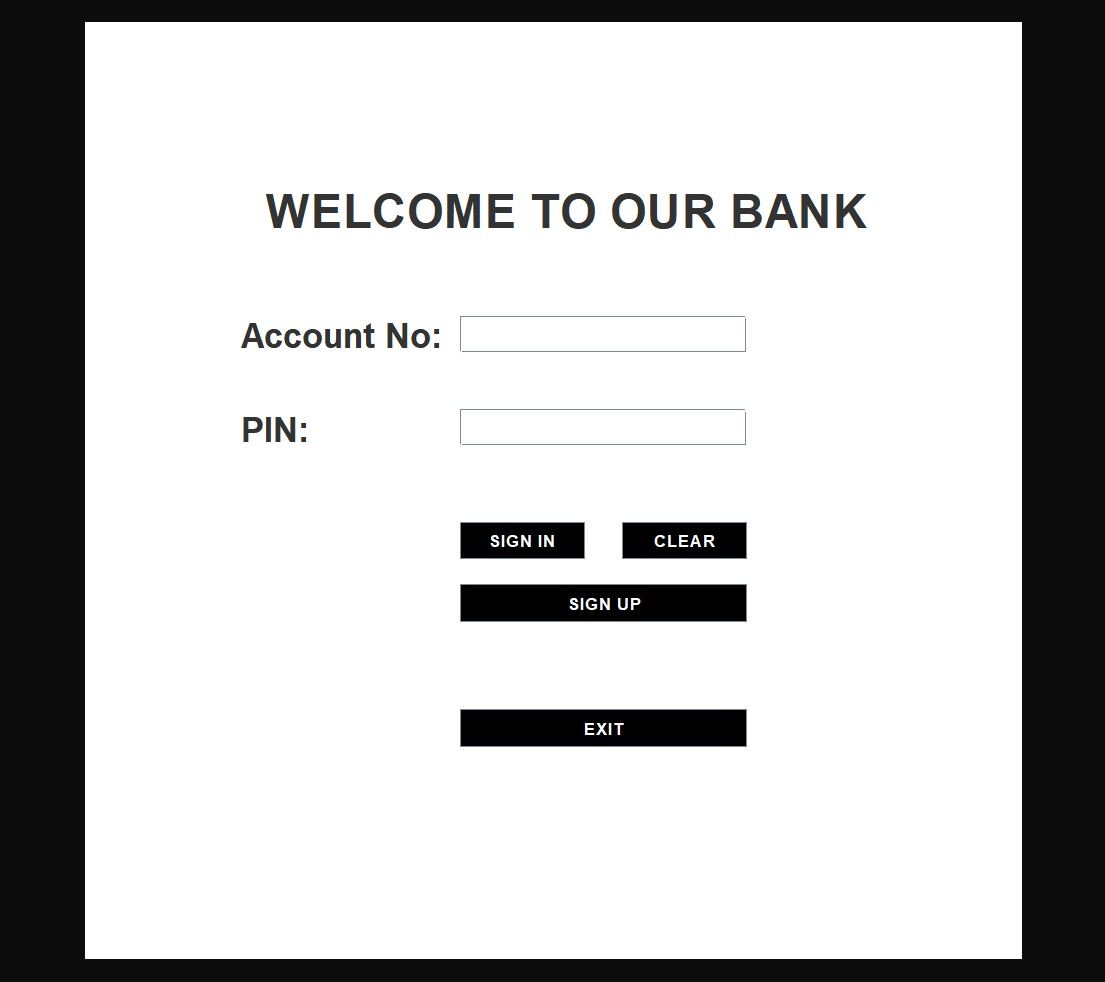 WELCOME TO OUR BANK
Account No:
PIN:
SIGN IN CLEAR
SIGN UP
EXIT